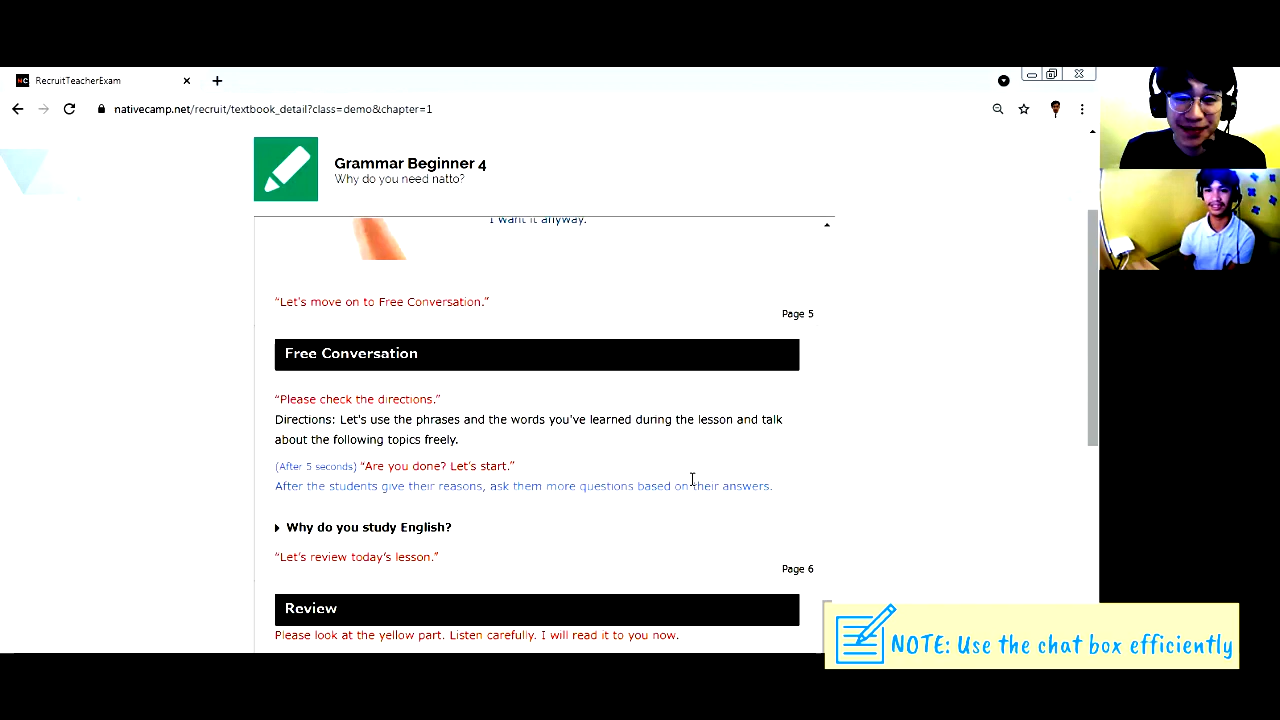 RecruitTeacherExam
nativecamp.net/recruit/textbook_detail?class=demo&chapter=1
Grammar Beginner 4
Why do you need natto?
I want it anyway.
“Let's move on to Free Conversation.”
Page 5
Free Conversation
“Please check the directions.”
Directions: Let's use the phrases and the words you've learned during the lesson and talk
about the following topics freely.
(After 5 seconds) “Are you done? Let’s start.”
After the students give their reasons, ask them more questions based on their answers.
Why do you study English?
“Let’s review today’s lesson.”
Page 6
Review
Please look at the yellow part. Listen carefully. I will read it to you now.
NOTE: Use the chat box efficiently